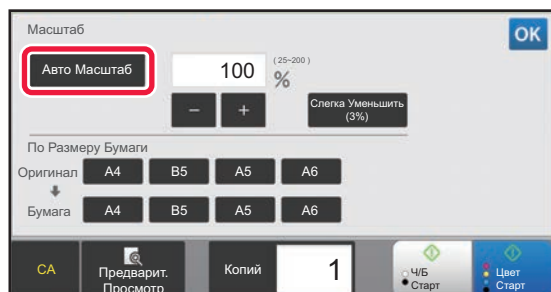 Масштаб
OK
Авто Масштаб
100
(25~200)
%
−
+
Слегка Уменьшить
(3%)
По Размеру Бумаги
Оригинал
A4
B5
A5
A6
Бумага
A4
B5
A5
A6
CA
Предварит.
Просмотр
Копий
1
Ч/Б
Старт
Цвет
Старт